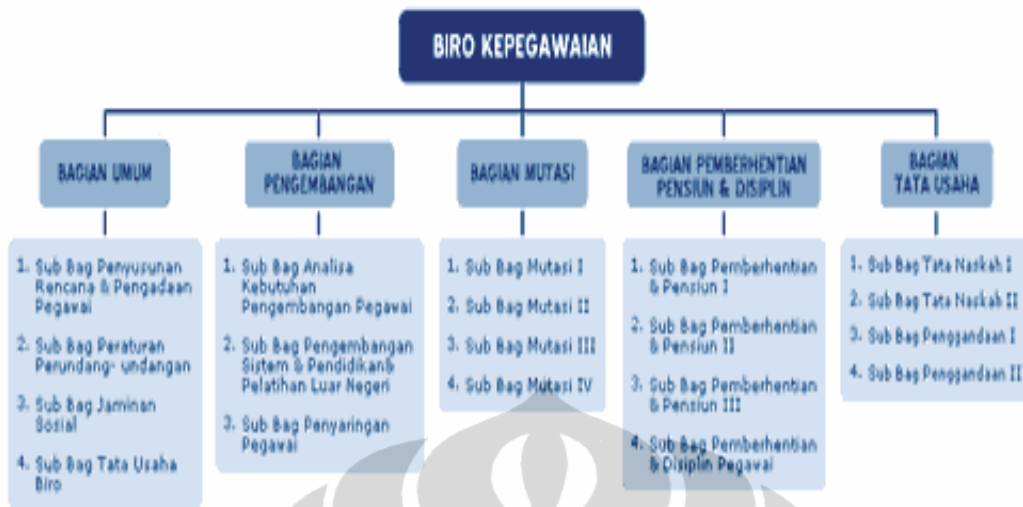 BIRO KEPEGAWAIAN
BAGIAN UMUM
1. Sub Bag Penyusunan
Rencana & Pengadaan
Pegawai
2. Sub Bag Peraturan
Perundang- undangan
3. Sub Bag Jaminan
Sosial
4. Sub Bag Tata Usaha
Biro
BAGIAN
PENGEMBANGAN
1. Sub Bag Analisa
Kebutuhan
Pengembangan Pegawai
2. Sub Bag Pengembangan
Sistem & Pendidikan&
Pelatihan Luar Negeri
3. Sub Bag Penyaringan
Pegawai
BAGIAN MUTASI
1. Sub Bag Mutasi I
2. Sub Bag Mutasi II
3. Sub Bag Mutasi III
4. Sub Bag Mutasi IV
BAGIAN PEMBERHENTIAN
PENSIUN & DISIPLIN
1. Sub Bag Pemberhentian
& Pensiun I
2. Sub Bag Pemberhentian
& Pensiun II
3. Sub Bag Pemberhentian
& Pensiun III
4. Sub Bag Pemberhentian
& Disiplin Pegawai
BAGIAN
TATA USAHA
1. Sub Bag Tata Naskah I
2. Sub Bag Tata Naskah II
3. Sub Bag Penggandaan I
4. Sub Bag Penggandaan II